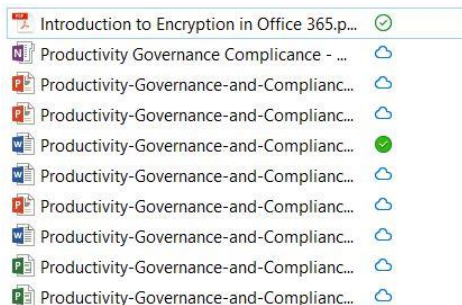 Introduction to Encryption in Office 365.p...
Productivity Governance Complicance - ...
Productivity-Governance-and-Complianc...
Productivity-Governance-and-Complianc...
Productivity-Governance-and-Complianc...
Productivity-Governance-and-Complianc...
Productivity-Governance-and-Complianc...
Productivity-Governance-and-Complianc...
Productivity-Governance-and-Complianc...
Productivity-Governance-and-Complianc...